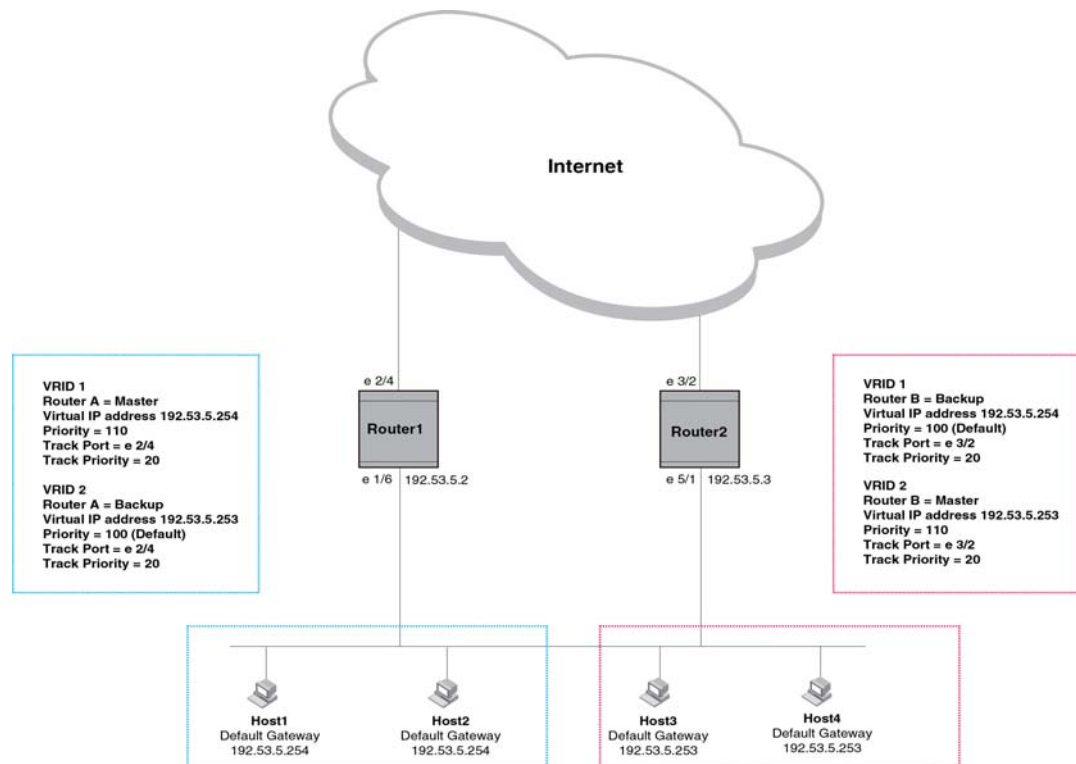 Internet
e 2/4
e 3/2
VRID 1
Router A = Master
Virtual IP address 192.53.5.254
Priority = 110
Track Port = e 2/4
Track Priority = 20
VRID 2
Router A = Backup
Virtual IP address 192.53.5.253
Priority = 100 (Default)
Track Port = e 2/4
Track Priority = 20
Router1
e 1/6 192.53.5.2
Router2
e 5/1 192.53.5.3
VRID 1
Router B = Backup
Virtual IP address 192.53.5.254
Priority = 100 (Default)
Track Port = e 3/2
Track Priority = 20
VRID 2
Router B = Master
Virtual IP address 192.53.5.253
Priority = 110
Track Port = e 3/2
Track Priority = 20
Host1
Default Gateway
192.53.5.254
Host2
Default Gateway
192.53.5.254
Host3
Default Gateway
192.53.5.253
Host4
Default Gateway
192.53.5.253